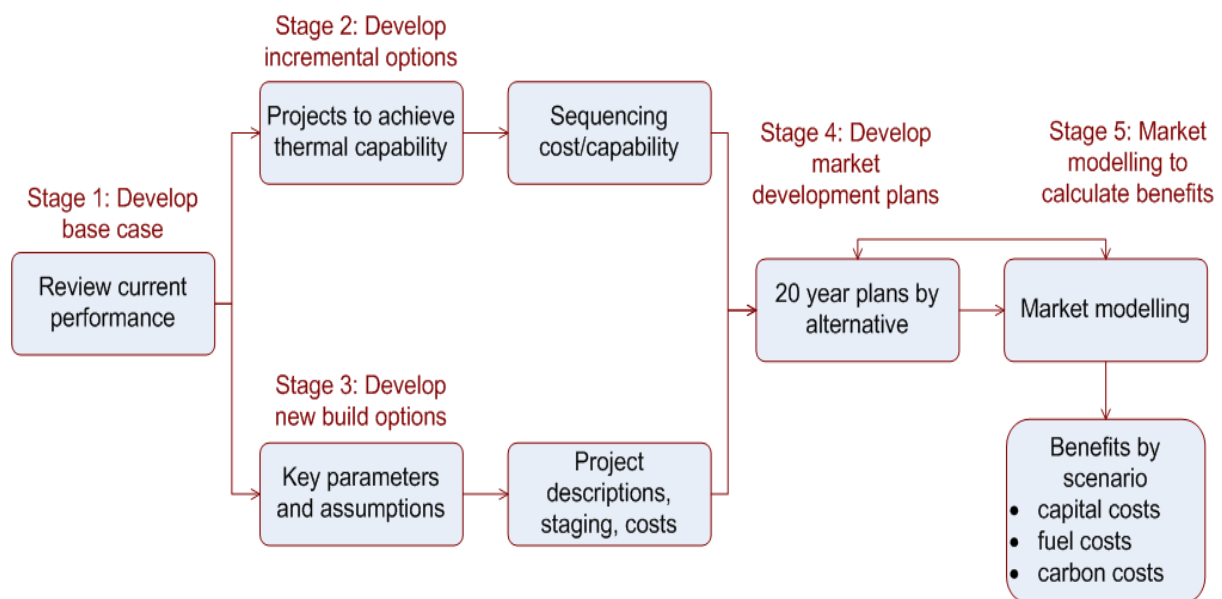 Stage 1: Develop
base case
Review current
performance
Stage 2: Develop
incremental options
Projects to achieve
thermal capability
Sequencing
cost/capability
Stage 3: Develop
new build options
Key parameters
and assumptions
Project
descriptions,
staging, costs
Stage 4: Develop
market
development plans
20 year plans by
alternative
Stage 5: Market
modelling to
calculate benefits
Market modelling
Benefits by
scenario
• capital costs
• fuel costs
• carbon costs